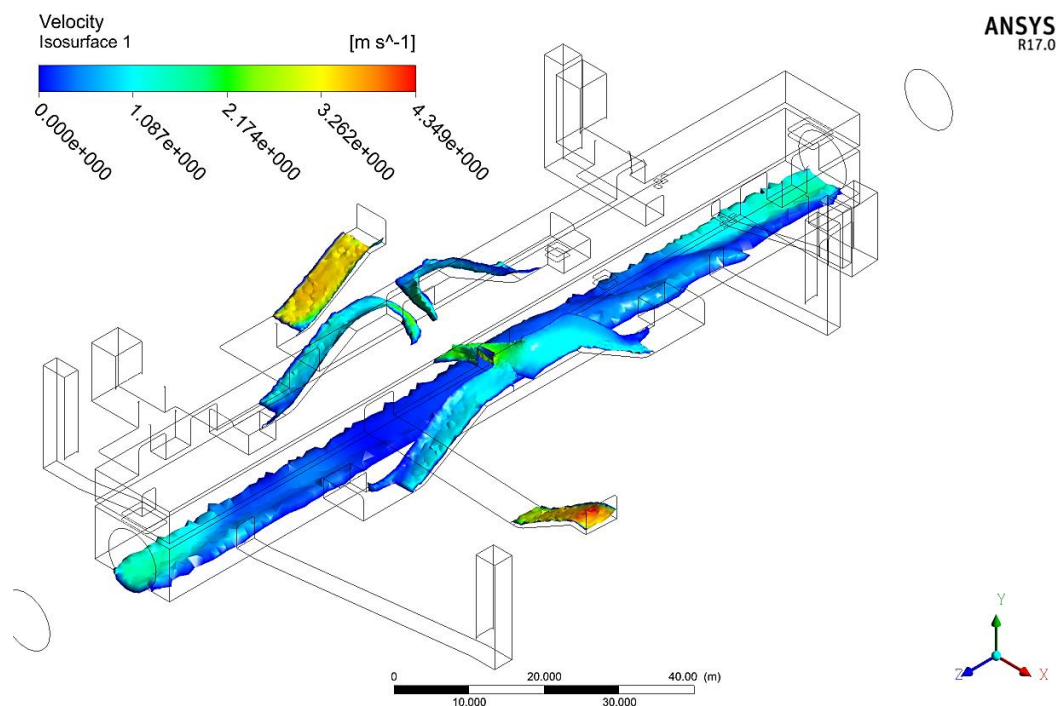 Velocity
Isosurface 1
[m s^-1]
0.000e+000
1.087e+000
2.174e+000
3.262e+000
4.349e+000
ANSYS
R17.0
Y
Z
X
0
20.000
40.00 (m)
10.000
30.000